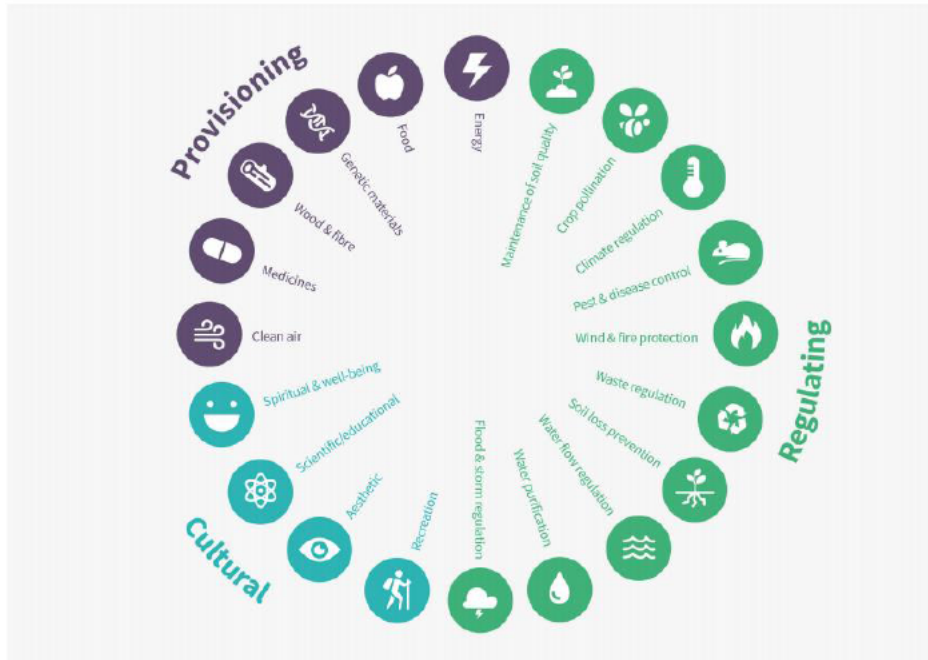 Provisioning
Energy
Food
Genetic materials
Wood & fibre
Medicines
Clean air
Cultural
Spiritual & well-being
Scientific/educational
Aesthetic
Recreation
Regulating
Maintenance of soil quality
Crop pollination
Climate regulation
Pest & disease control
Wind & fire protection
Waste regulation
Soil loss prevention
Water flow regulation
Water purification
Flood & storm regulation